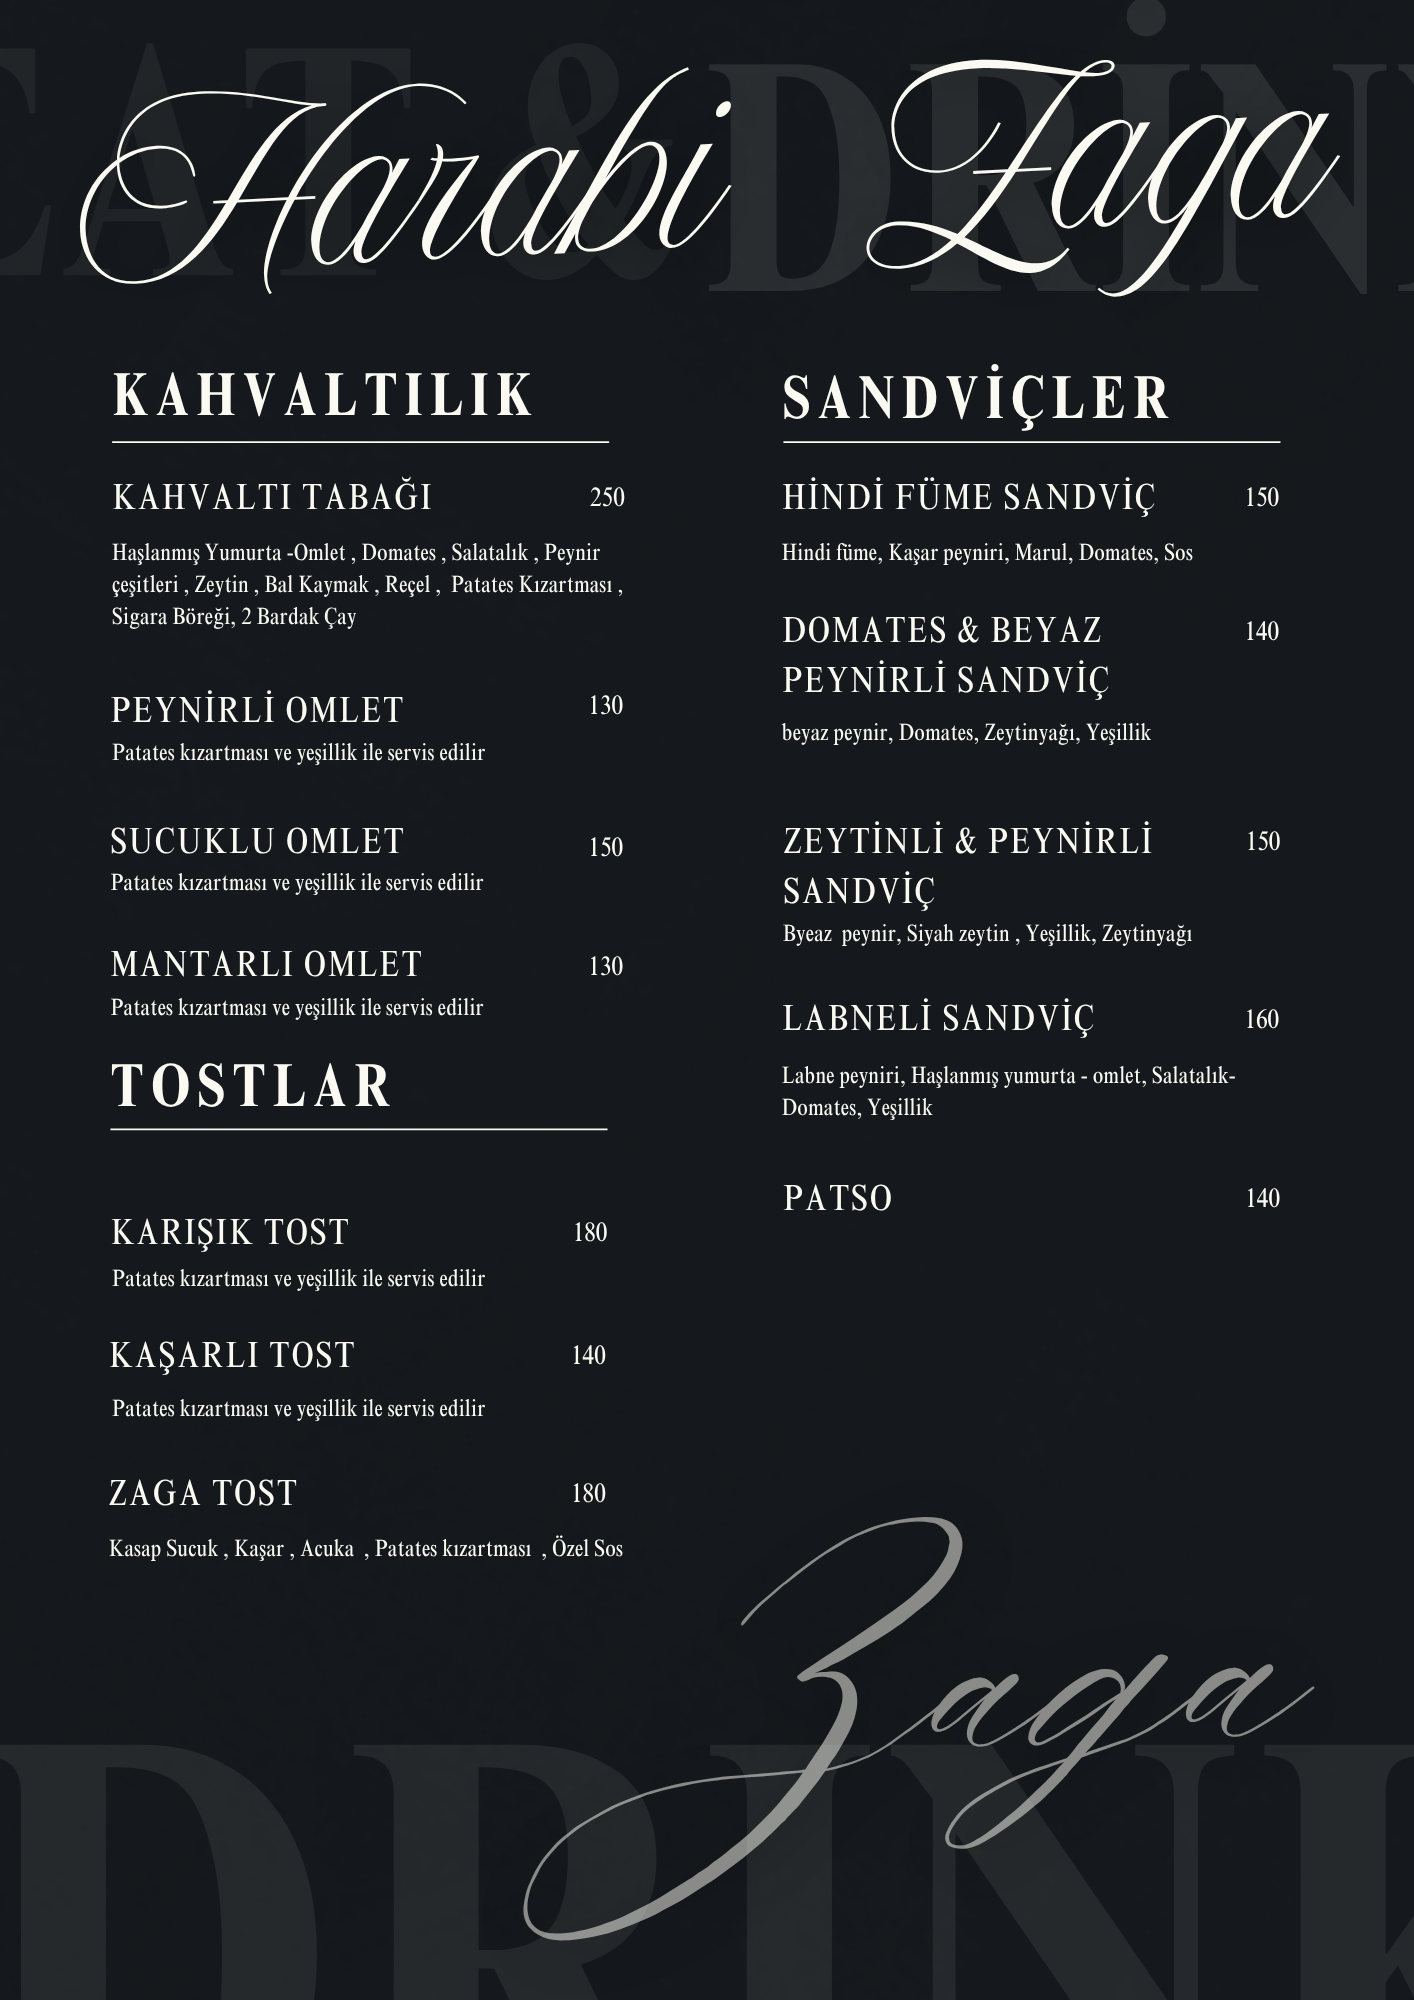 EAT & DRİNK
Harabi Zaga
KAHVALTILIK
KAHVALTI TABAĞI 250
Haşlanmış Yumurta -Omlet , Domates , Salatalık , Peynir
çeşitleri , Zeytin , Bal Kaymak , Reçel , Patates Kızartması ,
Sigara Böreği, 2 Bardak Çay
PEYNİRLİ OMLET 130
Patates kızartması ve yeşillik ile servis edilir
SUCUKLU OMLET 150
Patates kızartması ve yeşillik ile servis edilir
MANTARLI OMLET 130
Patates kızartması ve yeşillik ile servis edilir
TOSTLAR
KARIŞIK TOST 180
Patates kızartması ve yeşillik ile servis edilir
KAŞARLI TOST 140
Patates kızartması ve yeşillik ile servis edilir
ZAGA TOST 180
Kasap Sucuk , Kaşar , Acuka , Patates kızartması , Özel Sos
SANDVİÇLER
HİNDİ FÜME SANDVİÇ 150
Hindi füme, Kaşar peyniri, Marul, Domates, Sos
DOMATES & BEYAZ 140
PEYNİRLİ SANDVİÇ
beyaz peynir, Domates, Zeytinyağı, Yeşillik
ZEYTİNLİ & PEYNİRLİ 150
SANDVİÇ
Byeaz peynir, Siyah zeytin , Yeşillik, Zeytinyağı
LABNELİ SANDVİÇ 160
Labne peyniri, Haşlanmış yumurta - omlet, Salatalık-
Domates, Yeşillik
PATSO 140
Zaga
DRINK